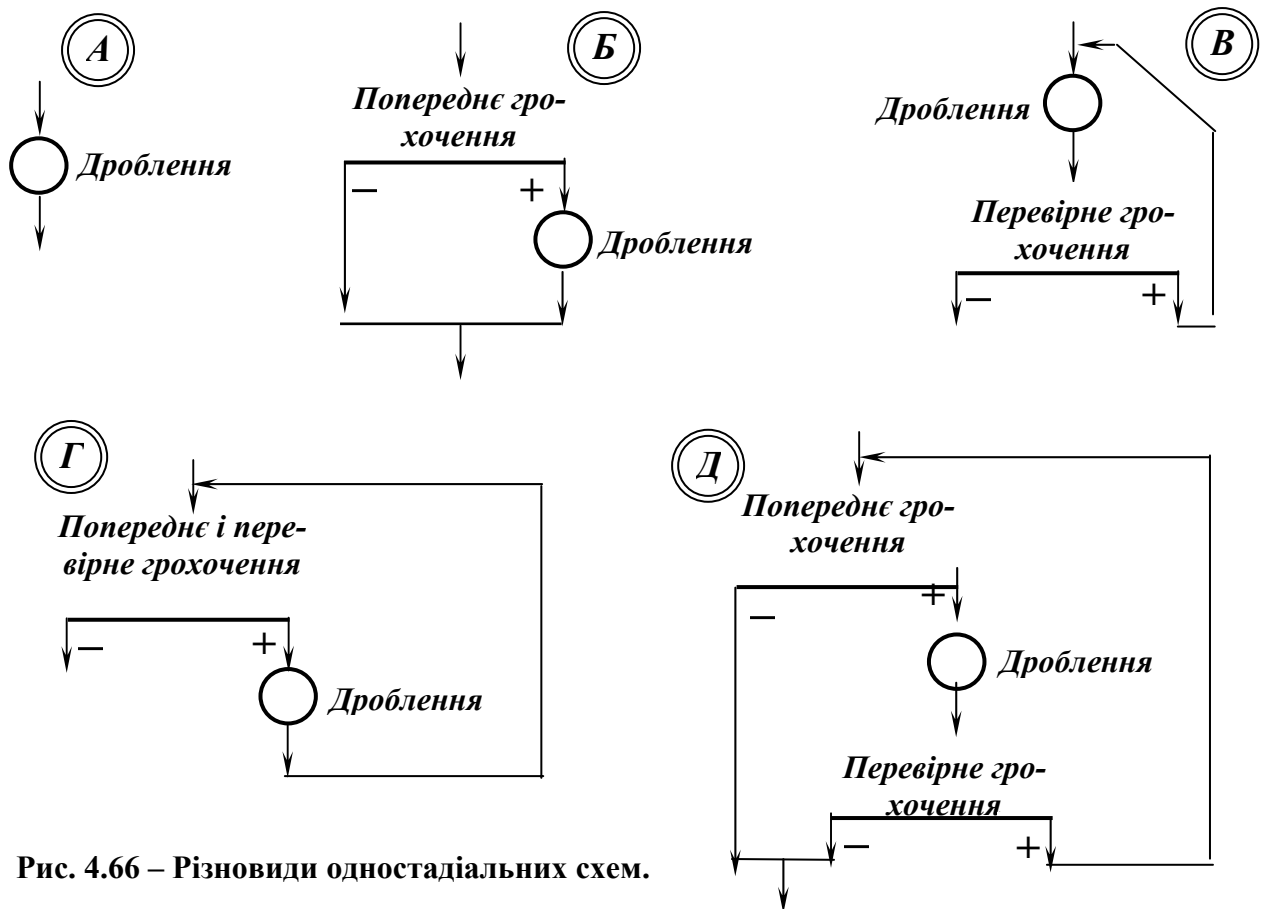 А
Дроблення
Б
Попереднє гро-
хочення
−
+
Дроблення
В
Дроблення
Перевірне гро-
хочення
−
+
Г
Попереднє і пере-
вірне грохочення
−
+
Дроблення
Д
Попереднє гро-
хочення
−
+
Дроблення
Перевірне гро-
хочення
−
+
Рис. 4.66 – Різновиди одностадіальних схем.